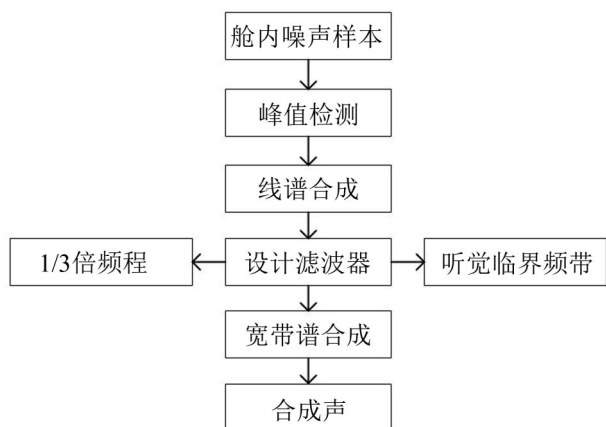 舱内噪声样本
峰值检测
线谱合成
1/3倍频程
设计滤波器
听觉临界频带
宽带谱合成
合成声